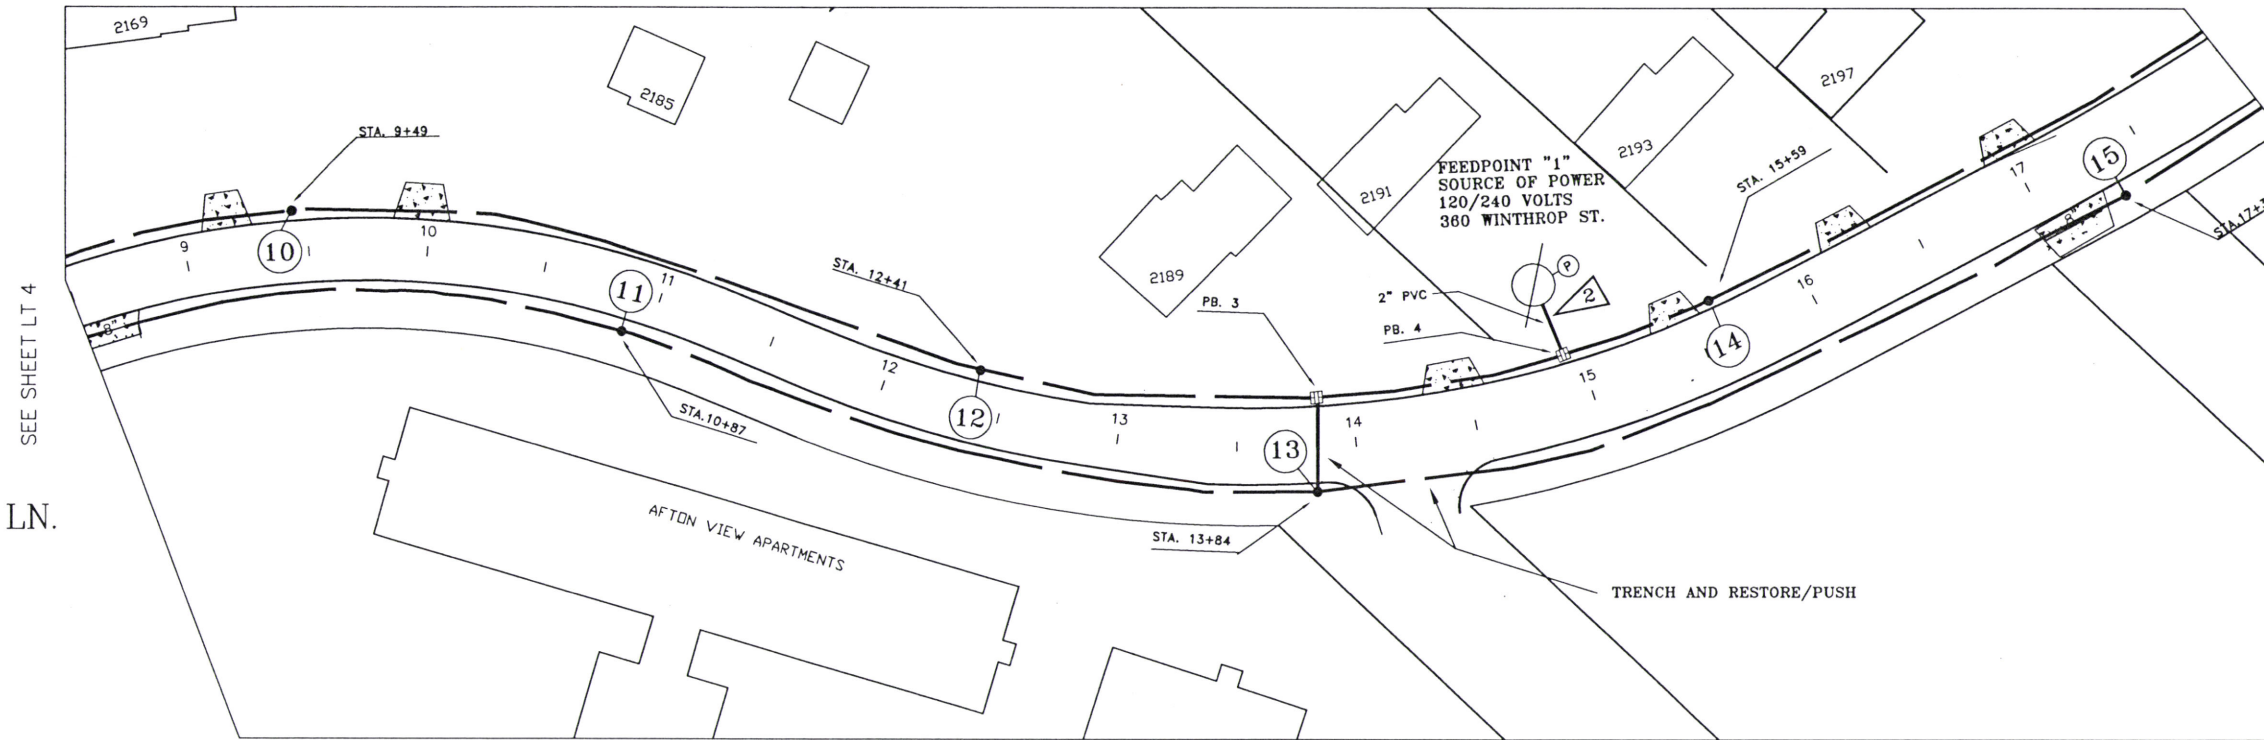 2169
2185
2197
STA. 9+49
2193
FEEDPOINT "1"
SOURCE OF POWER
120/240 VOLTS
360 WINTHROP ST.
2191
STA. 15+59
15
17
8"
10
9
10
2189
STA. 12+41
11
11
P
2
2" PVC
PB. 3
PB. 4
16
14
8"
SEE SHEET LT 4
12
15
12
STA.10+87
13
14
13
LN.
AFTON VIEW APARTMENTS
STA. 13+84
TRENCH AND RESTORE/PUSH